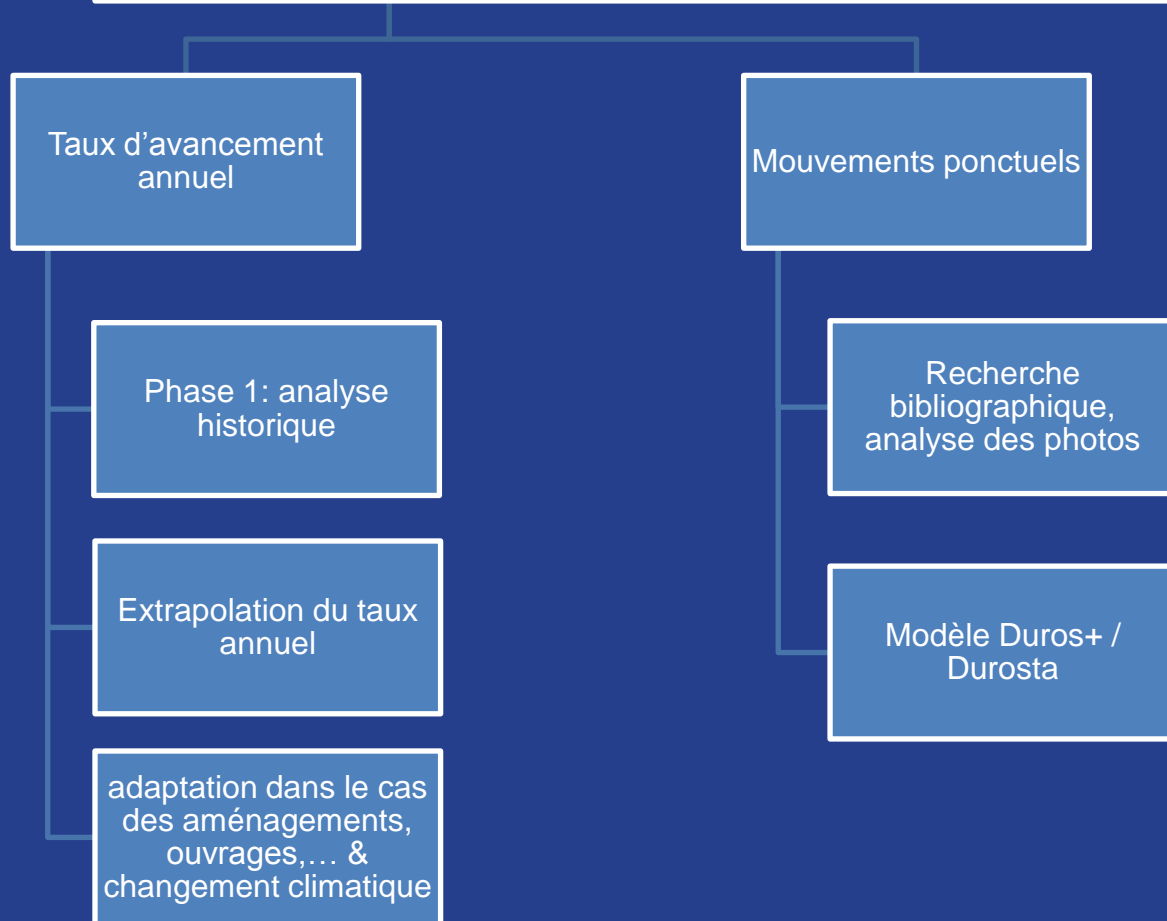 Taux d'avancement
annuel
Mouvements ponctuels
Phase 1: analyse
historique
Recherche
bibliographique,
analyse des photos
Extrapolation du taux
annuel
Modèle Duros+ /
Durosta
adaptation dans le cas
des aménagements,
ouvrages,… &
changement climatique